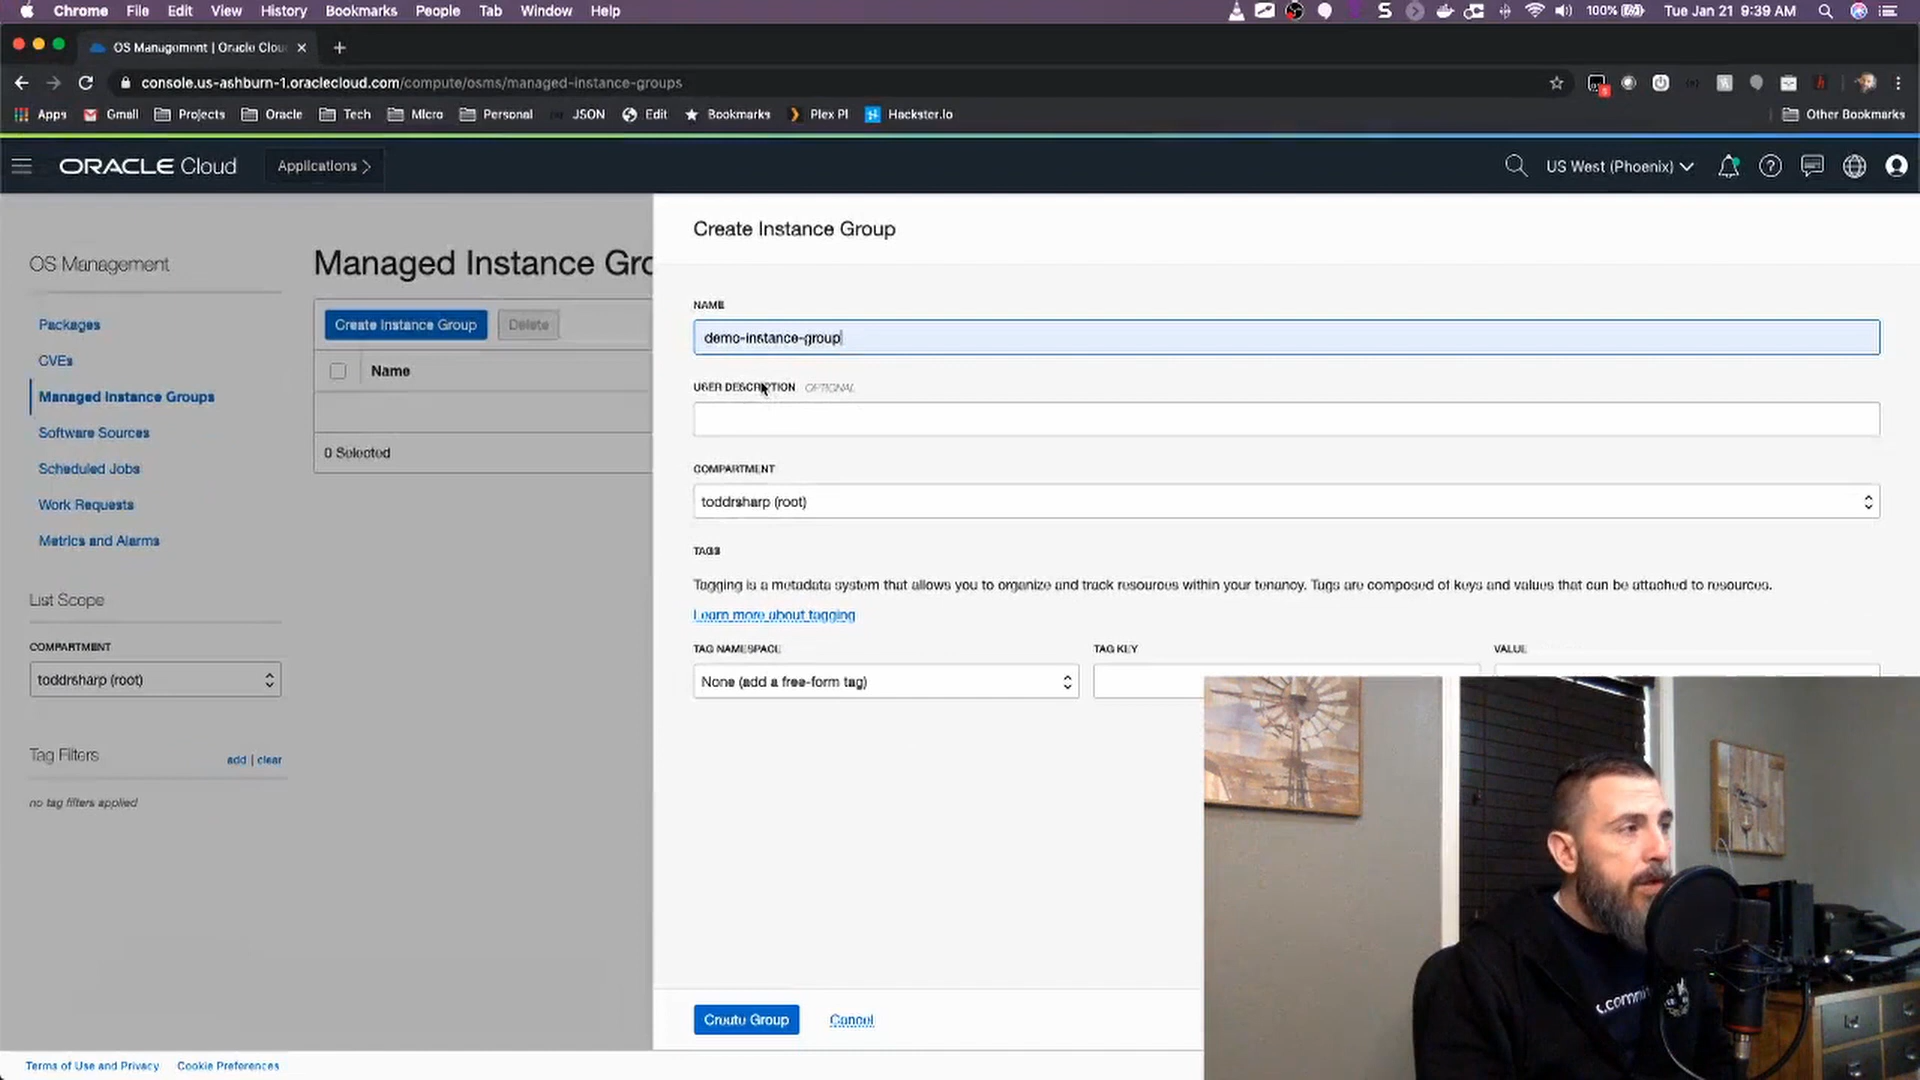 Chrome File Edit View History Bookmarks People Tab Window Help
100% Tue Jan 21 9:39 AM
OS Management | Oracle Clou
console.us-ashburn-1.oraclecloud.com/compute/osms/managed-instance-groups
Apps Gmail Projects Oracle Tech Micro Personal JSON Edit Bookmarks Plex Pi Hackster.io Other Bookmarks
ORACLE Cloud Applications US West (Phoenix)
OS Management
Packages
CVEs
Managed Instance Groups
Software Sources
Scheduled Jobs
Work Requests
Metrics and Alarms
List Scope
COMPARTMENT
toddrsharp (root)
Tag Filters add | clear
no tag filters applied
Managed Instance Gro
Create Instance Group Delete
Name
0 Selected
Create Instance Group
NAME
demo-instance-group
USER DESCRIPTION OPTIONAL
COMPARTMENT
toddrsharp (root)
TAGS
Tagging is a metadata system that allows you to organize and track resources within your tenancy. Tags are composed of keys and values that can be attached to resources.
Learn more about tagging
TAG NAMESPACE TAG KEY VALUE
None (add a free-form tag)
Create Group Cancel
Terms of Use and Privacy Cookie Preferences